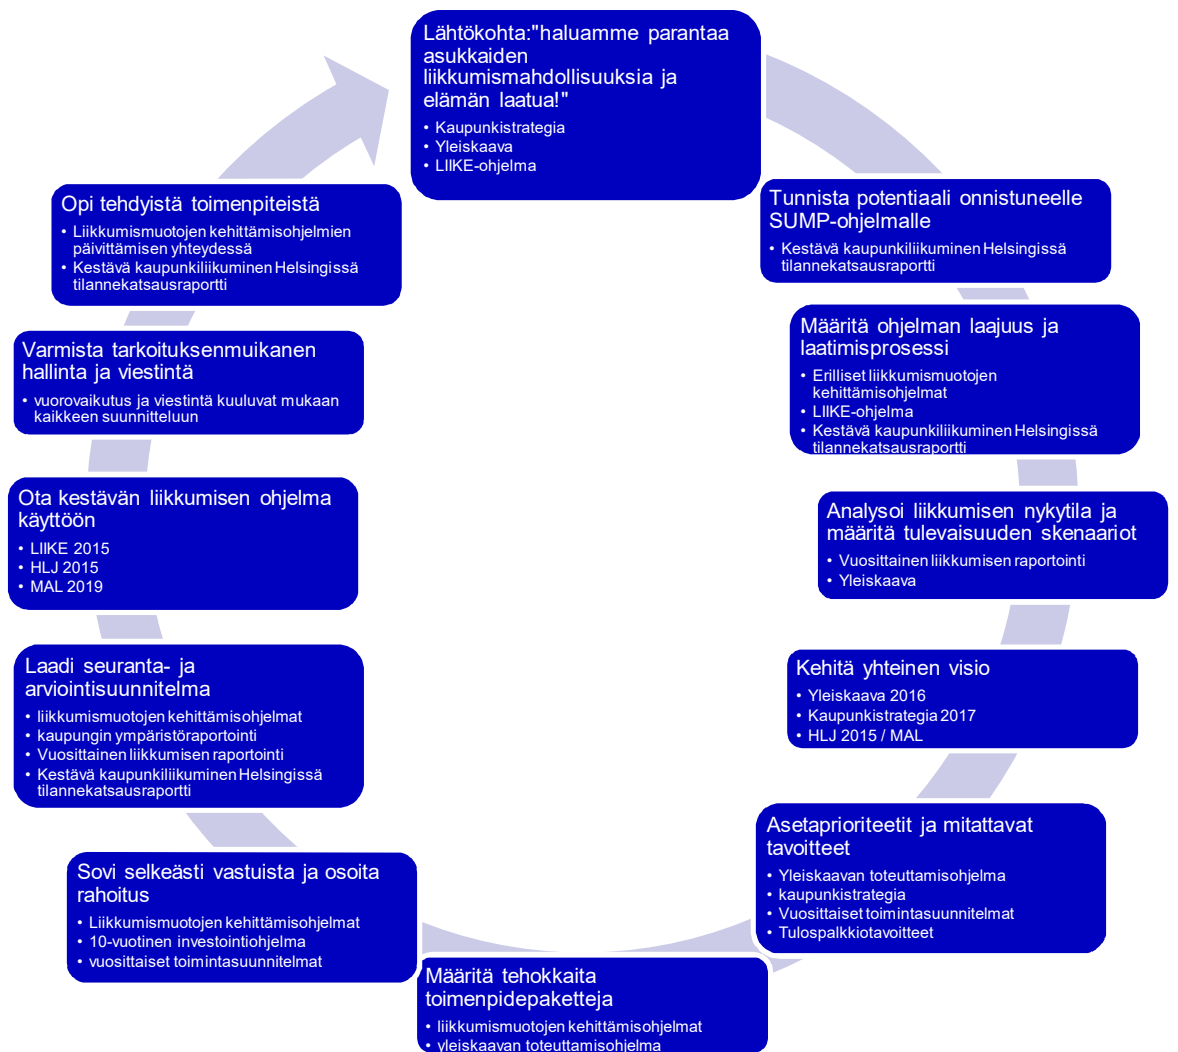 Lähtökohta:"haluamme parantaa
asukkaiden
liikkumismahdollisuuksia ja
elämän laatua!"
• Kaupunkistrategia
• Yleiskaava
• LIIKE-ohjelma
Tunnista potentiaali onnistuneelle
SUMP-ohjelmalle
• Kestävä kaupunkiliikuminen Helsingissä
tilannekatsausraportti
Määritä ohjelman laajuus ja
laatimisprosessi
• Erilliset liikkumismuotojen
kehittämisohjelmat
• LIIKE-ohjelma
• Kestävä kaupunkiliikuminen Helsingissä
tilannekatsausraportti
Analysoi liikkumisen nykytila ja
määritä tulevaisuuden skenaariot
• Vuosittainen liikkumisen raportointi
• Yleiskaava
Kehitä yhteinen visio
• Yleiskaava 2016
• Kaupunkistrategia 2017
• HLJ 2015 / MAL
Asetaprioriteetit ja mitattavat
tavoitteet
• Yleiskaavan toteuttamisohjelma
• kaupunkistrategia
• Vuosittaiset toimintasuunnitelmat
• Tulospalkkiotavoitteet
Määritä tehokkaita
toimenpidepaketteja
• liikkumismuotojen kehittämisohjelmat
• yleiskaavan toteuttamisohjelma
Sovi selkeästi vastuista ja osoita
rahoitus
• Liikkumismuotojen kehittämisohjelmat
• 10-vuotinen investointiohjelma
• vuosittaiset toimintasuunnitelmat
Laadi seuranta- ja
arviointisuunnitelma
• liikkumismuotojen kehittämisohjelmat
• kaupungin ympäristöraportointi
• Vuosittainen liikkumisen raportointi
• Kestävä kaupunkiliikuminen Helsingissä
tilannekatsausraportti
Ota kestävän liikkumisen ohjelma
käyttöön
• LIIKE 2015
• HLJ 2015
• MAL 2019
Varmista tarkoituksenmuikanen
hallinta ja viestintä
• vuorovaikutus ja viestintä kuuluvat mukaan
kaikkeen suunnitteluun
Opi tehdyistä toimenpiteistä
• Liikkumismuotojen kehittämisohjelmien
päivittämisen yhteydessä
• Kestävä kaupunkiliikuminen Helsingissä
tilannekatsausraportti